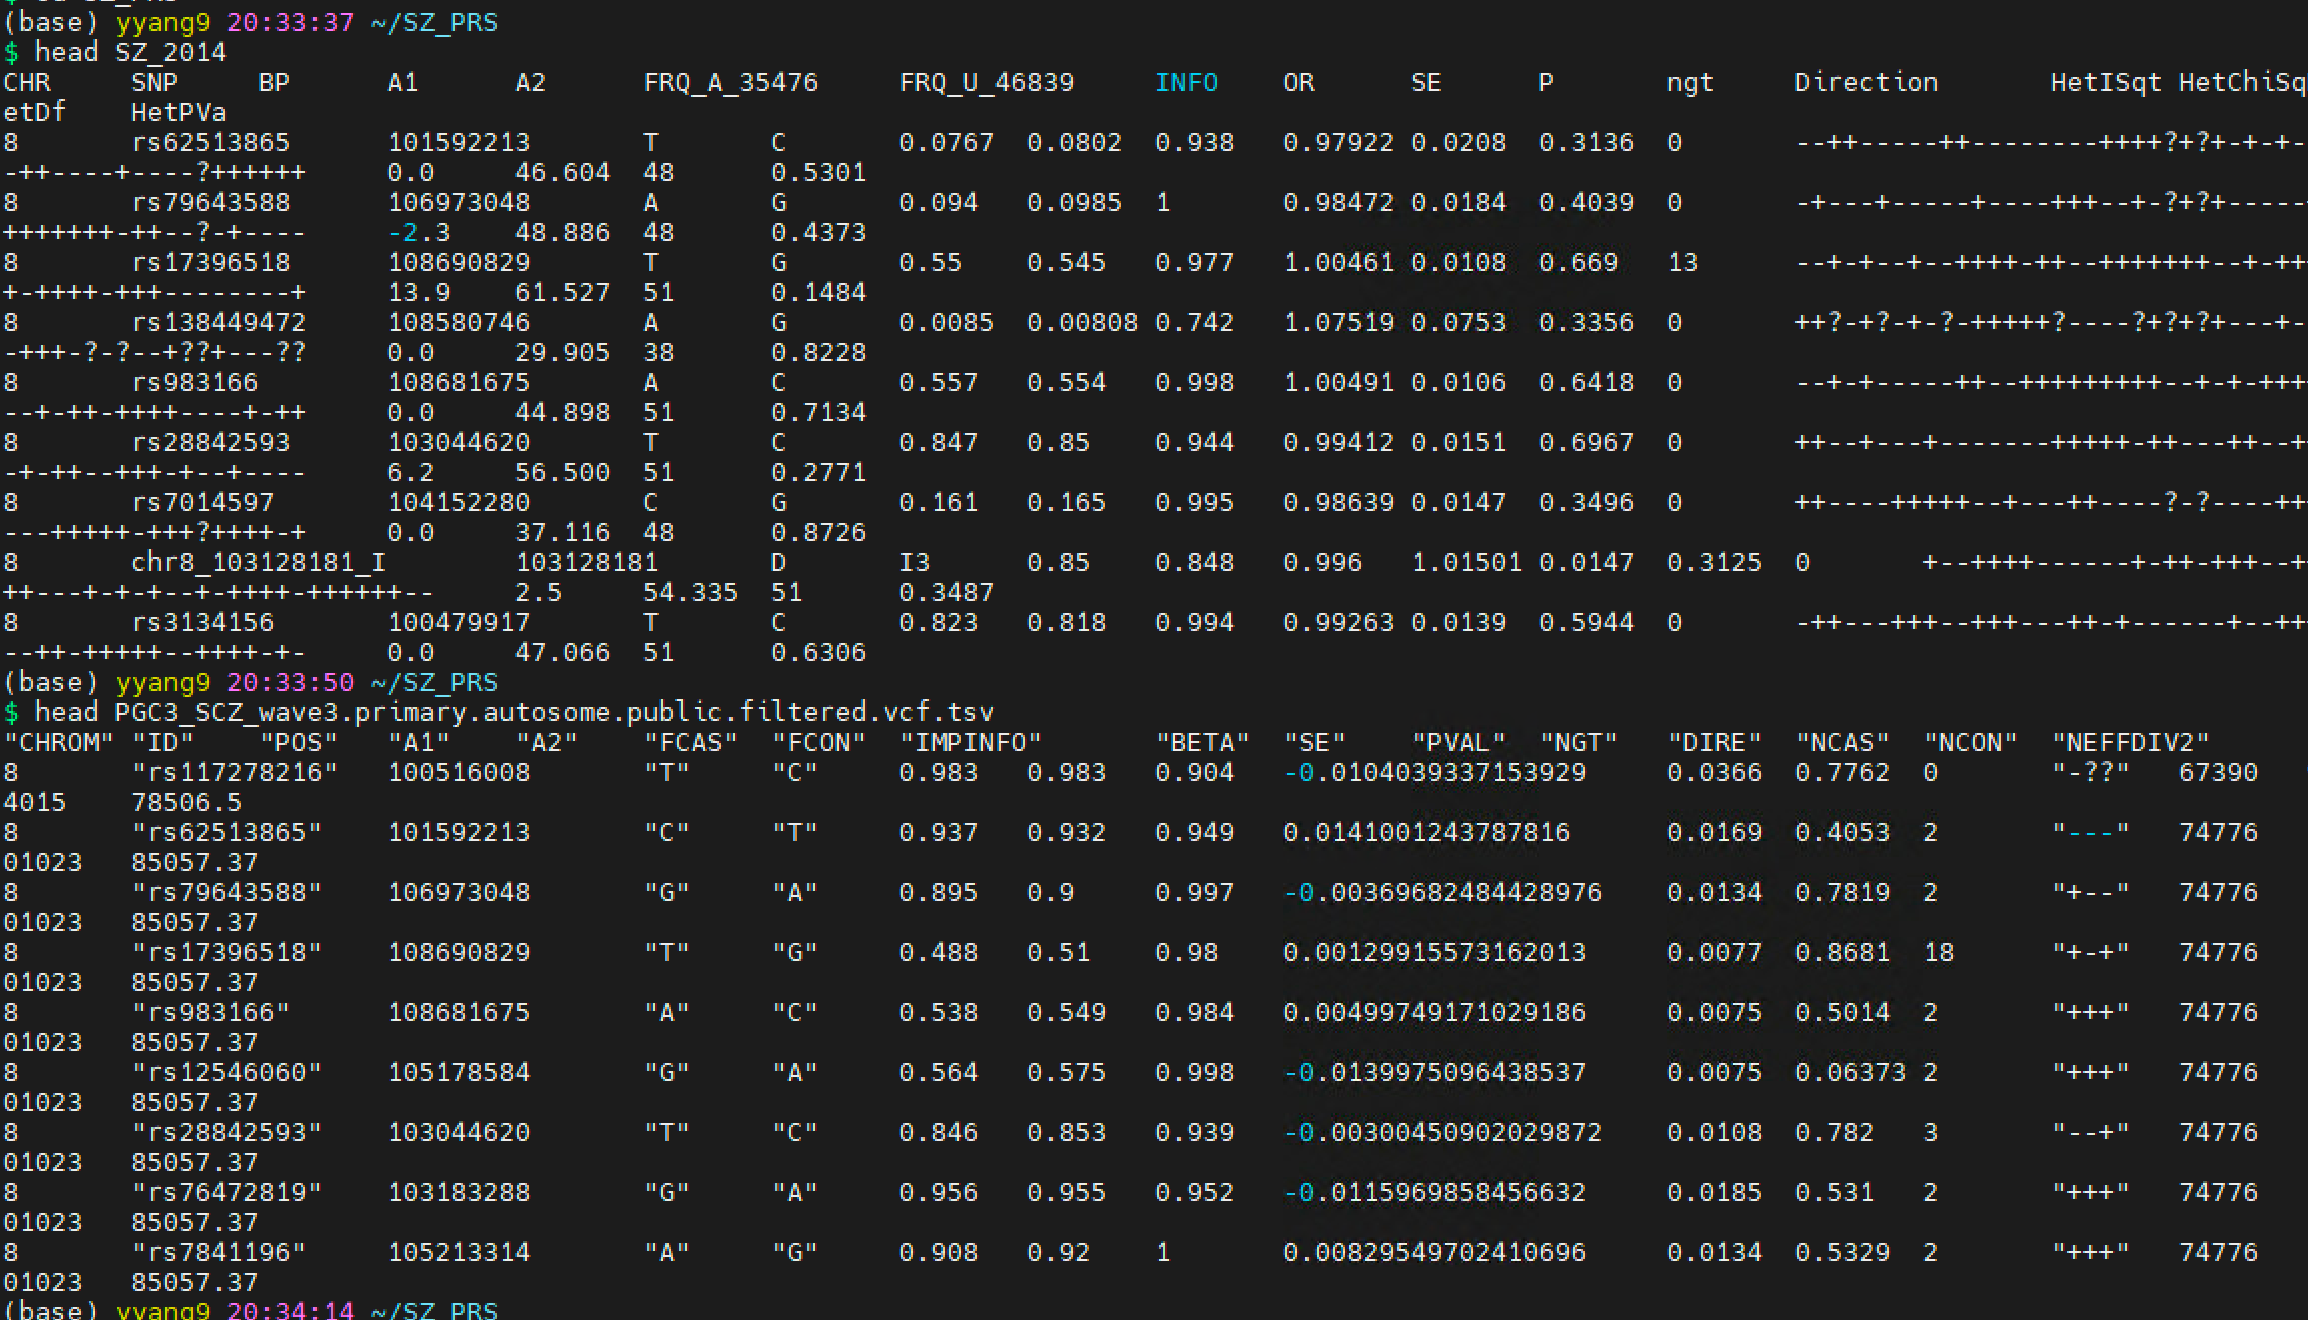 (base) yyang9 20:33:37 ~/SZ_PRS
$ head SZ_2014
CHR SNP BP A1 A2 FRQ_A_35476 FRQ_U_46839 INFO OR SE P ngt Direction HetISqt HetChiSq
etDf HetPVa
8 rs62513865 101592213 T C 0.0767 0.0802 0.938 0.97922 0.0208 0.3136 0 --++-----++--------++++?+?+-+-+-
-++----+----?++++++ 0.0 46.604 48 0.5301
8 rs79643588 106973048 A G 0.094 0.0985 1 0.98472 0.0184 0.4039 0 -+---+-----+----+++--+-?+?+-----
+++++++-++--?-+---- -2.3 48.886 48 0.4373
8 rs17396518 108690829 T G 0.55 0.545 0.977 1.00461 0.0108 0.669 13 --+-+--+--++++-++--+++++++--+-++
+-++++-+++--------+ 13.9 61.527 51 0.1484
8 rs138449472 108580746 A G 0.0085 0.00808 0.742 1.07519 0.0753 0.3356 0 ++?-+?-+-?-+++++?----?+?+?+---+-
-+++-?-?--+??+---?? 0.0 29.905 38 0.8228
8 rs983166 108681675 A C 0.557 0.554 0.998 1.00491 0.0106 0.6418 0 --+-+-----++--+++++++++--+-+-+++
--+-++-++++----+-++ 0.0 44.898 51 0.7134
8 rs28842593 103044620 T C 0.847 0.85 0.944 0.99412 0.0151 0.6967 0 ++--+---+-------+++++-++---++--+
-+-++--+++-+--+---- 6.2 56.500 51 0.2771
8 rs7014597 104152280 C G 0.161 0.165 0.995 0.98639 0.0147 0.3496 0 ++----+++++--+---++----?-?----++
---+++++-+++?++++-+ 0.0 37.116 48 0.8726
8 chr8_103128181_I 103128181 D I3 0.85 0.848 0.996 1.01501 0.0147 0.3125 0 +--++++------+-++-+++--+
++---+-+-+--+-++++-++++++-- 2.5 54.335 51 0.3487
8 rs3134156 100479917 T C 0.823 0.818 0.994 0.99263 0.0139 0.5944 0 -++---+++--+++---++-+------+--++
--++-+++++--++++-+- 0.0 47.066 51 0.6306
(base) yyang9 20:33:50 ~/SZ_PRS
$ head PGC3_SCZ_wave3.primary.autosome.public.filtered.vcf.tsv
"CHROM" "ID" "POS" "A1" "A2" "FCAS" "FCON" "IMPINFO" "BETA" "SE" "PVAL" "NGT" "DIRE" "NCAS" "NCON" "NEFFDIV2"
8 "rs117278216" 100516008 "T" "C" 0.983 0.983 0.904 -0.0104039337153929 0.0366 0.7762 0 "-??" 67390
4015 78506.5
8 "rs62513865" 101592213 "C" "T" 0.937 0.932 0.949 0.0141001243787816 0.0169 0.4053 2 "---" 74776
01023 85057.37
8 "rs79643588" 106973048 "G" "A" 0.895 0.9 0.997 -0.00369682484428976 0.0134 0.7819 2 "+--" 74776
01023 85057.37
8 "rs17396518" 108690829 "T" "G" 0.488 0.51 0.98 0.00129915573162013 0.0077 0.8681 18 "+-+" 74776
01023 85057.37
8 "rs983166" 108681675 "A" "C" 0.538 0.549 0.984 0.00499749171029186 0.0075 0.5014 2 "+++" 74776
01023 85057.37
8 "rs12546060" 105178584 "G" "A" 0.564 0.575 0.998 -0.0139975096438537 0.0075 0.06373 2 "+++" 74776
01023 85057.37
8 "rs28842593" 103044620 "T" "C" 0.846 0.853 0.939 -0.00300450902029872 0.0108 0.782 3 "--+" 74776
01023 85057.37
8 "rs76472819" 103183288 "G" "A" 0.956 0.955 0.952 -0.0115969858456632 0.0185 0.531 2 "+++" 74776
01023 85057.37
8 "rs7841196" 105213314 "A" "G" 0.908 0.92 1 0.00829549702410696 0.0134 0.5329 2 "+++" 74776
01023 85057.37
(base) yyang9 20:34:14 ~/SZ_PRS